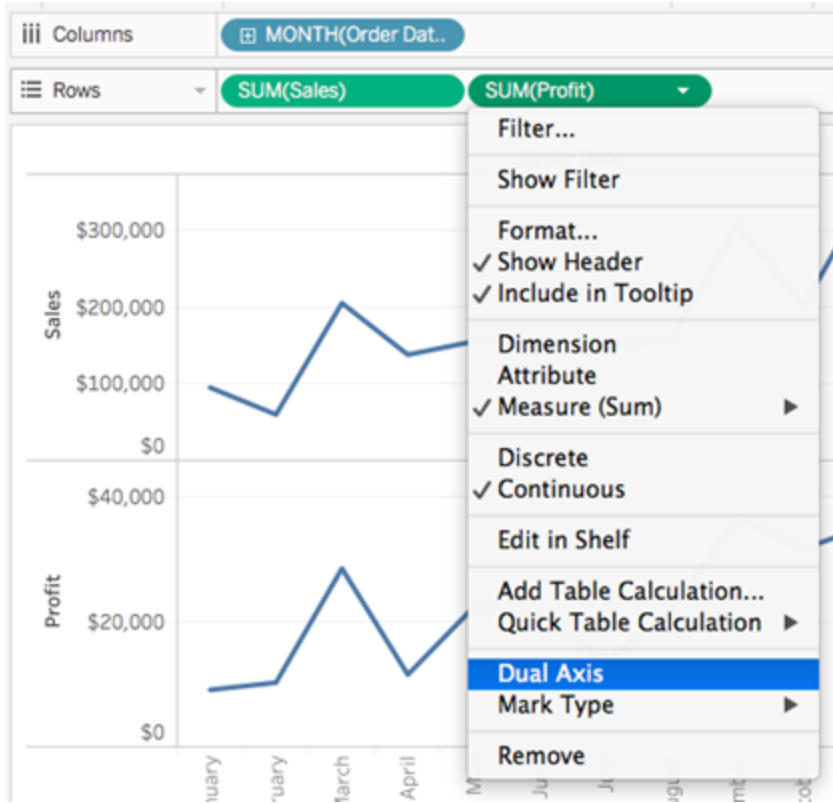 Columns
MONTH(Order Dat..
Rows
SUM(Sales)
SUM(Profit)
Filter...
Show Filter
Format...
Show Header
Include in Tooltip
Dimension
Attribute
Measure (Sum)
Discrete
Continuous
Edit in Shelf
Add Table Calculation...
Quick Table Calculation
Dual Axis
Mark Type
Remove
Sales
$300,000
$200,000
$100,000
$0
Profit
$40,000
$20,000
$0
April